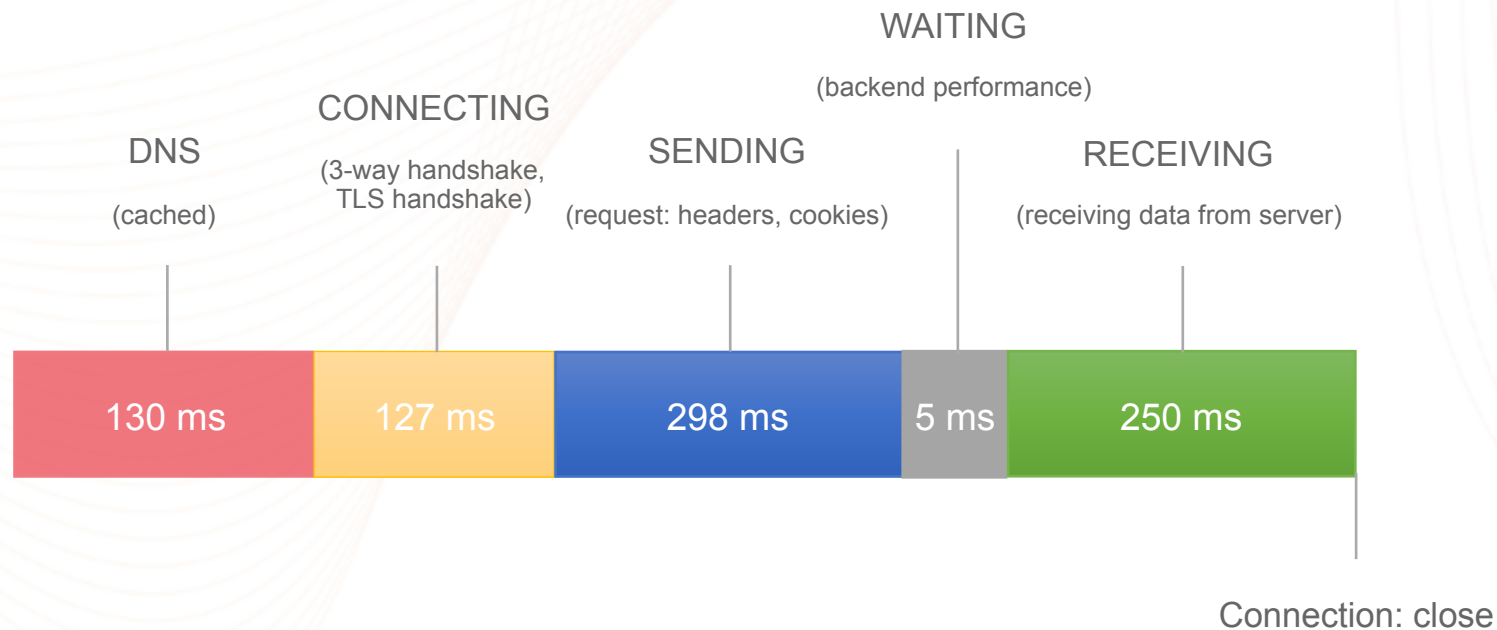 WAITING
(backend performance)
CONNECTING
(3-way handshake,
TLS handshake)
DNS
(cached)
SENDING
(request: headers, cookies)
RECEIVING
(receiving data from server)
130 ms
127 ms
298 ms
5 ms
250 ms
Connection: close